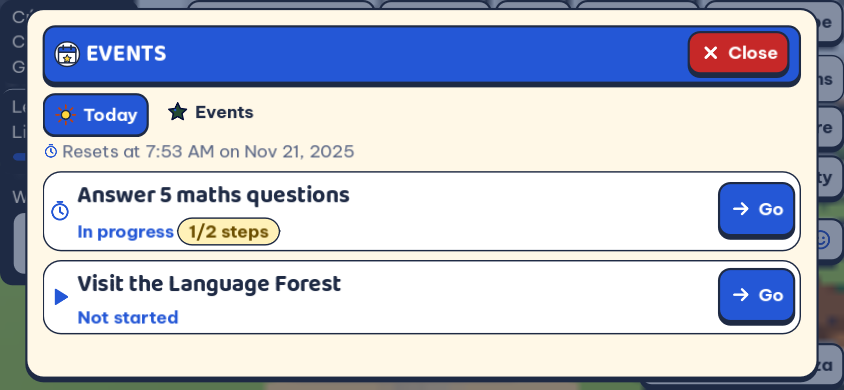 EVENTS
Close
Today
Events
Resets at 7:53 AM on Nov 21, 2025
Answer 5 maths questions
In progress 1/2 steps
Go
Visit the Language Forest
Not started
Go